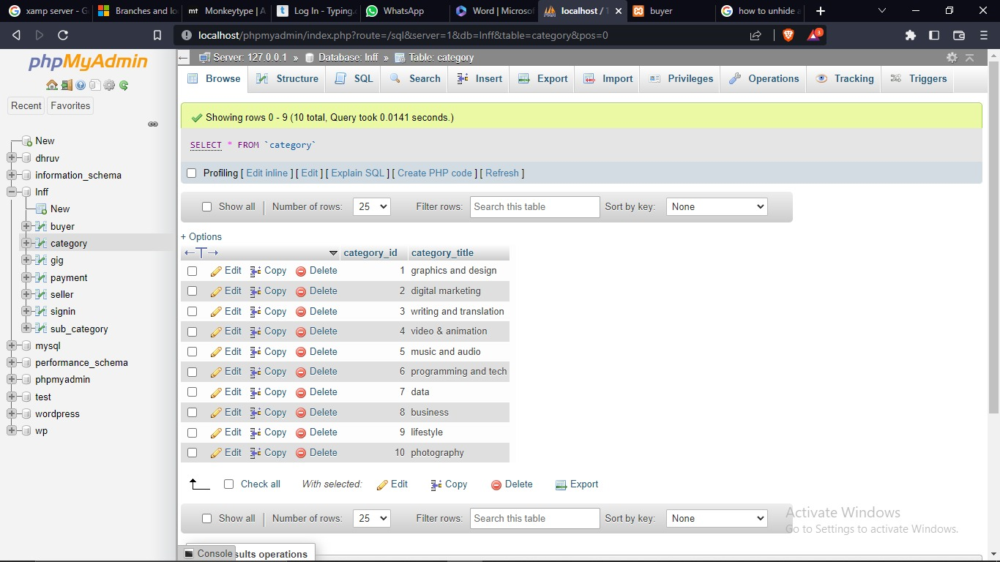 xamp server - G
Branches and lo
Monkeytype | A
Log In - Typing.
WhatsApp
Word | Microsof
localhost / 1
buyer
how to unhide a
localhost/phpmyadmin/index.php?route=/sql&server=1&db=lnff&table=category&pos=0
3
phpMyAdmin
Recent Favorites
New
dhruv
information_schema
lnff
New
buyer
category
gig
payment
seller
signin
sub_category
mysql
performance_schema
phpmyadmin
test
wordpress
wp
Server: 127.0.0.1 » Database: lnff » Table: category
Browse Structure SQL Search Insert Export Import Privileges Operations Tracking Triggers
Showing rows 0 - 9 (10 total, Query took 0.0141 seconds.)
SELECT * FROM `category`
Profiling [ Edit inline ] [ Edit ] [ Explain SQL ] [ Create PHP code ] [ Refresh ]
Show all | Number of rows: 25 Filter rows: Search this table Sort by key: None
+ Options
←T→ category_id category_title
Edit Copy Delete 1 graphics and design
Edit Copy Delete 2 digital marketing
Edit Copy Delete 3 writing and translation
Edit Copy Delete 4 video & animation
Edit Copy Delete 5 music and audio
Edit Copy Delete 6 programming and tech
Edit Copy Delete 7 data
Edit Copy Delete 8 business
Edit Copy Delete 9 lifestyle
Edit Copy Delete 10 photography
Check all With selected: Edit Copy Delete Export
Show all | Number of rows: 25 Filter rows: Search this table Sort by key: None
Activate Windows
Go to Settings to activate Windows.
Console sults operations